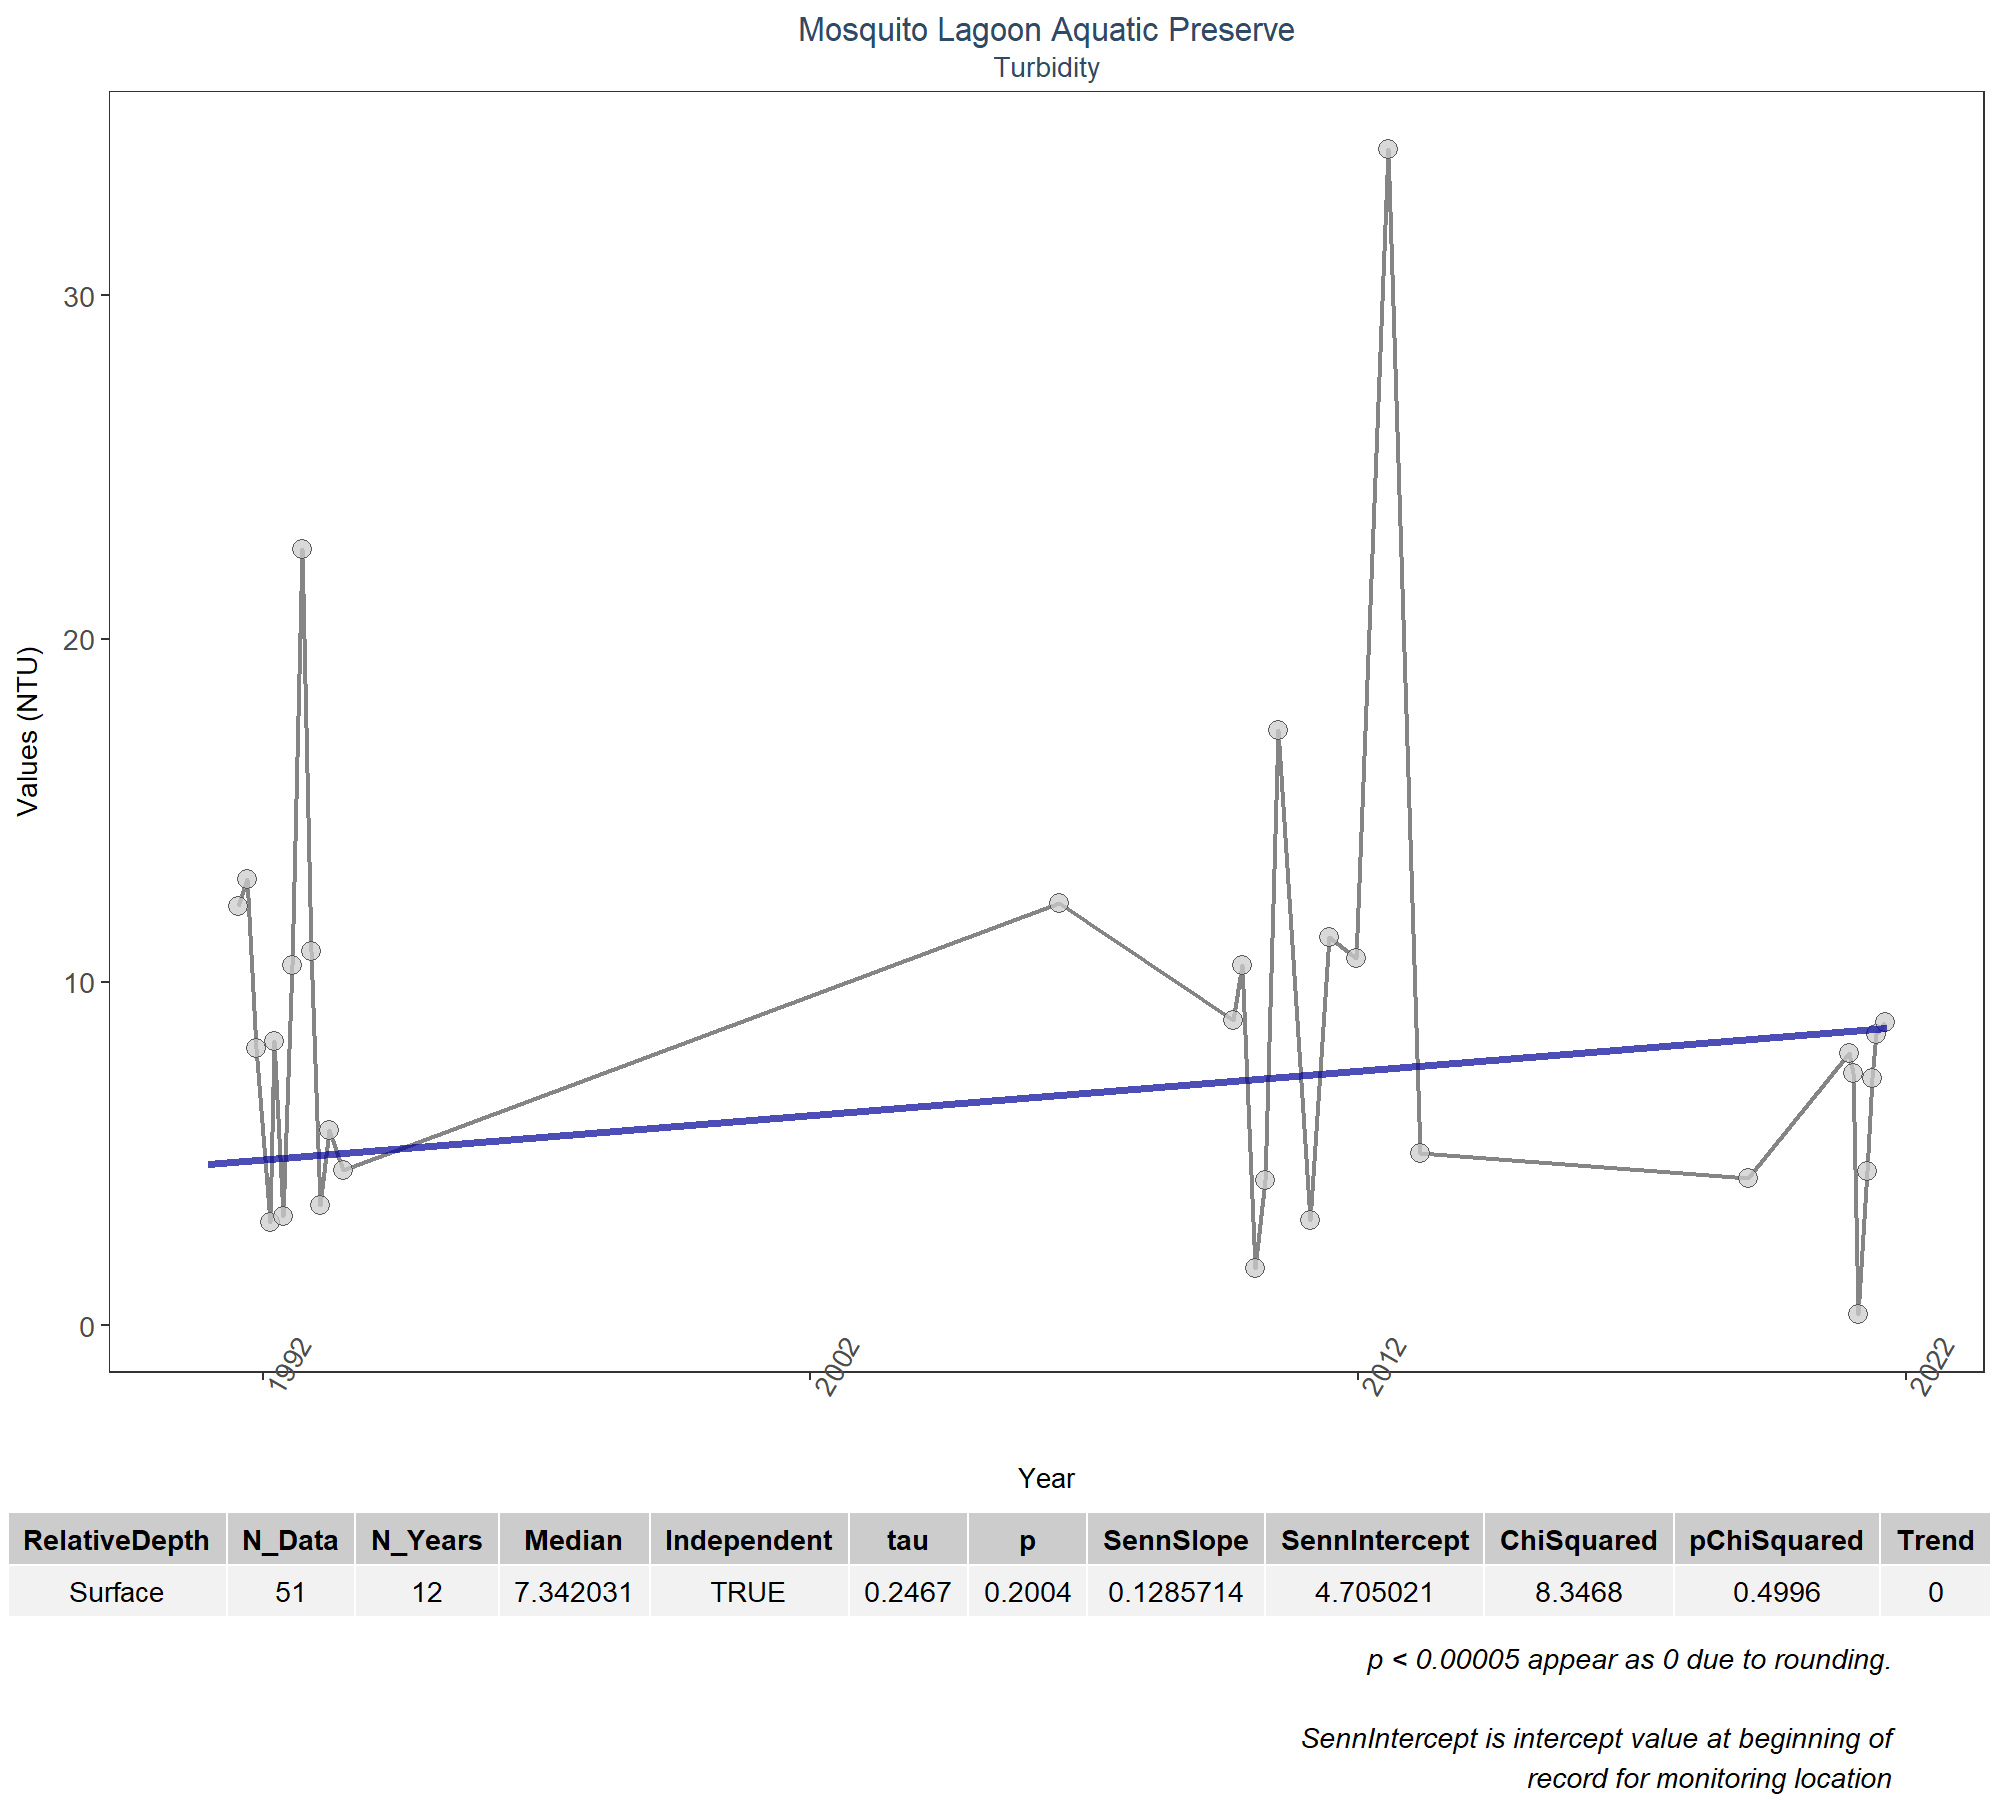 Mosquito Lagoon Aquatic Preserve
Turbidity
Values (NTU)
30
20
10
0
1992
2002
2012
2022
Year
RelativeDepth N_Data N_Years Median Independent tau p SennSlope SennIntercept ChiSquared pChiSquared Trend
Surface 51 12 7.342031 TRUE 0.2467 0.2004 0.1285714 4.705021 8.3468 0.4996 0
p < 0.00005 appear as 0 due to rounding.
SennIntercept is intercept value at beginning of
record for monitoring location